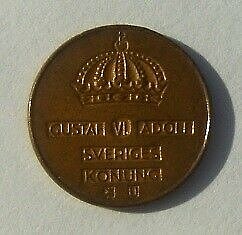 GUSTAF VI ADOLF
SVERIGES
KONUNG